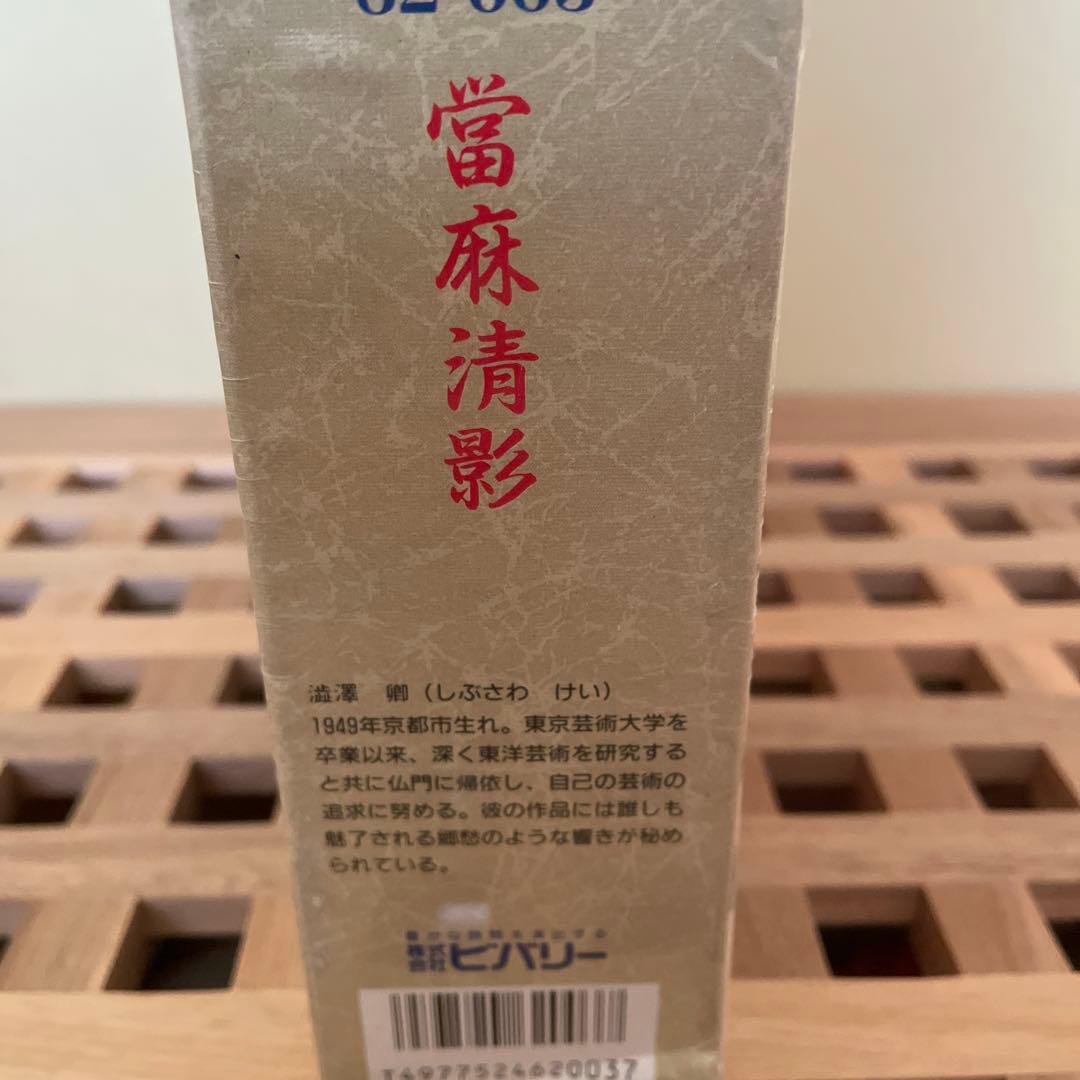 62-003
當麻清影
澁澤 卿（しぶさわ けい）
1949年京都市生れ。東京芸術大学を
卒業以来、深く東洋芸術を研究する
と共に仏門に帰依し、自己の芸術の
追求に努める。彼の作品には誰しも
魅了される郷愁のような響きが秘め
られている。
株式会社ビバリー
T4977524620037